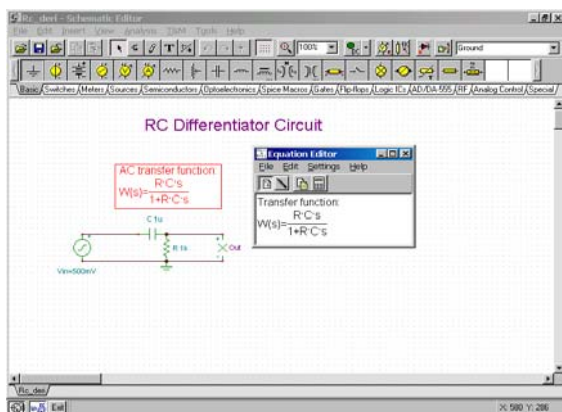 Rc_deri - Schematic Editor
File Edit Insert View Analysis T&M Tools Help
100%
Ground
Basic Switches Meters Sources Semiconductors Optoelectronics Spice Macros Gates Flip-flops Logic ICs AD/DA-555 RF Analog Control Special
RC Differentiator Circuit
AC transfer function
W(s)=R·C·s/1+R·C·s
C 1u
R 1k
Out
Vin=500mV
Equation Editor
File Edit Settings Help
Transfer function:
W(s)=R·C·s/1+R·C·s
Rc_deri
Exit
X: 580 Y: 286